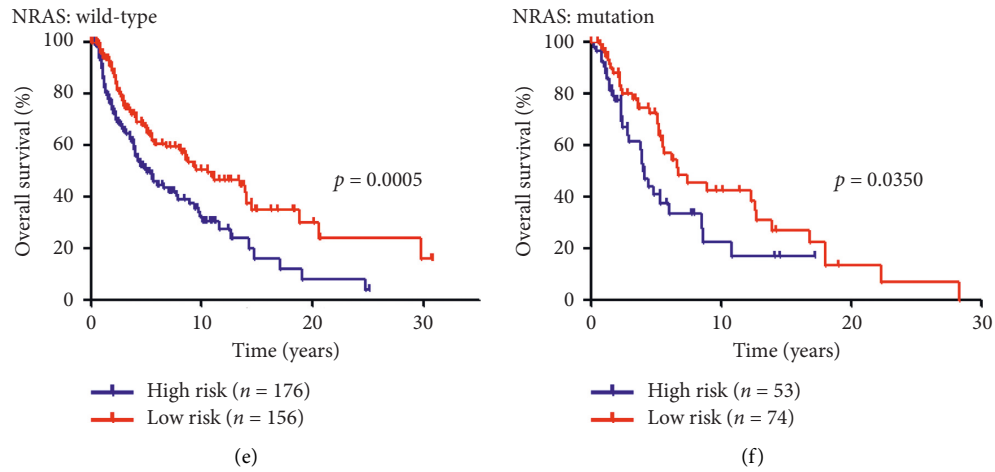 NRAS: wild-type
100
80
60
40
20
0
Overall survival (%)
p = 0.0005
0 10 20 30
Time (years)
High risk (n = 176)
Low risk (n = 156)
(e)
NRAS: mutation
100
80
60
40
20
0
Overall survival (%)
p = 0.0350
0 10 20 30
Time (years)
High risk (n = 53)
Low risk (n = 74)
(f)